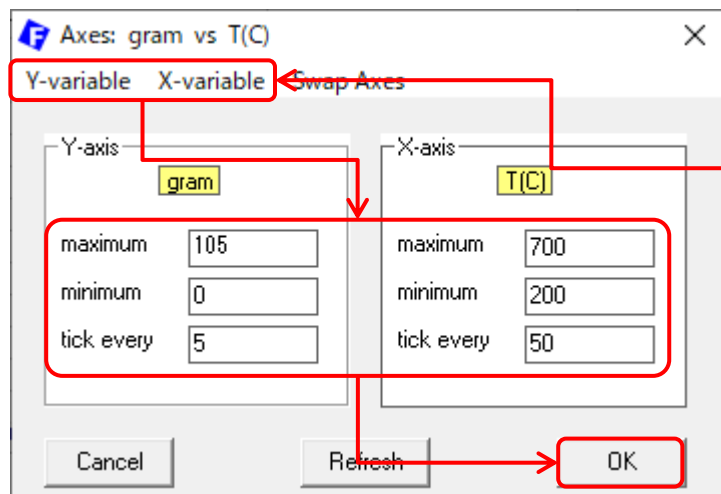 Axes: gram vs T(C)
Y-variable X-variable Swap Axes
Y-axis
gram
maximum 105
minimum 0
tick every 5
X-axis
T(C)
maximum 700
minimum 200
tick every 50
Cancel Refresh OK